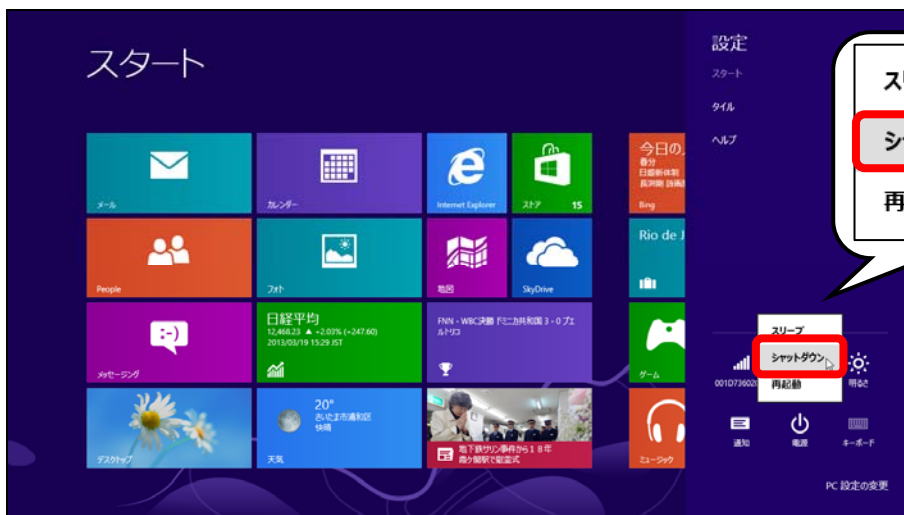 スタート
メール
カレンダー
Internet Explorer
ストア
15
今日の
春分
日銀新体制
Bing
People
フォト
地図
SkyDrive
Rio de J
:-)
メッセージング
日経平均
12,468.23 ▲ +2.03% (+247.60)
2013/03/19 15:29 JST
FNN - WBC決勝 ドミニカ共和国 3 - 0 プエ
ルトリコ
ゲーム
デスクトップ
20°
さいたま市浦和区
快晴
天気
地下鉄サリン事件から18年
霞ケ関駅で慰霊式
ミュージック
設定
スタート
タイル
ヘルプ
スリ
シャ
再
スリープ
シャットダウン
再起動
001D736020
明るさ
通知
電源
キーボード
PC 設定の変更